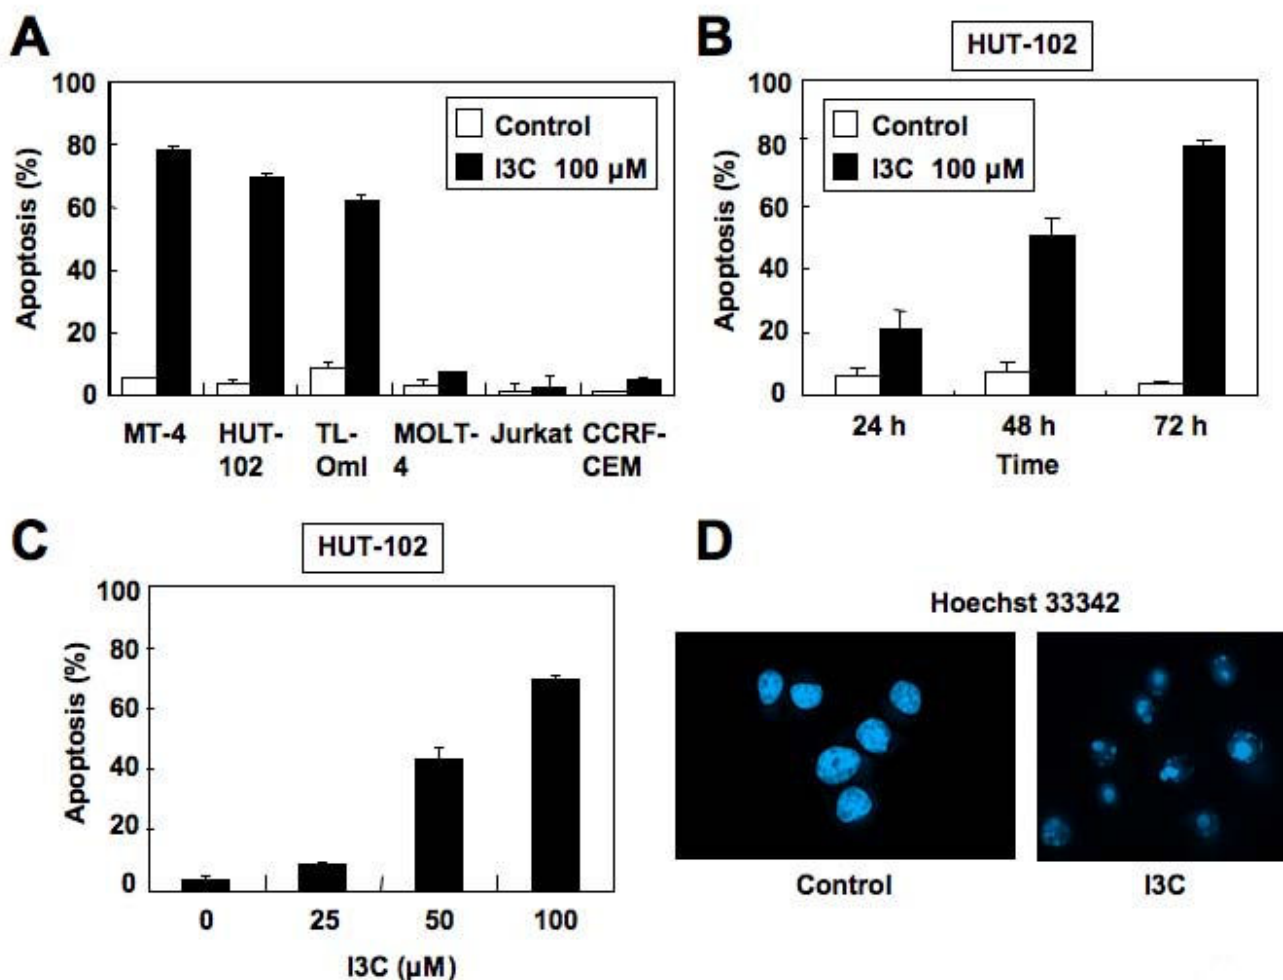 A
100
80
60
40
20
0
Apoptosis (%)
Control
I3C 100 µM
MT-4
HUT-
102
TL-
OmI
MOLT-
4
Jurkat
CCRF-
CEM
B
HUT-102
100
80
60
40
20
0
Apoptosis (%)
Control
I3C 100 µM
24 h
48 h
72 h
Time
C
HUT-102
100
80
60
40
20
0
Apoptosis (%)
0
25
50
100
I3C (µM)
D
Hoechst 33342
Control
I3C